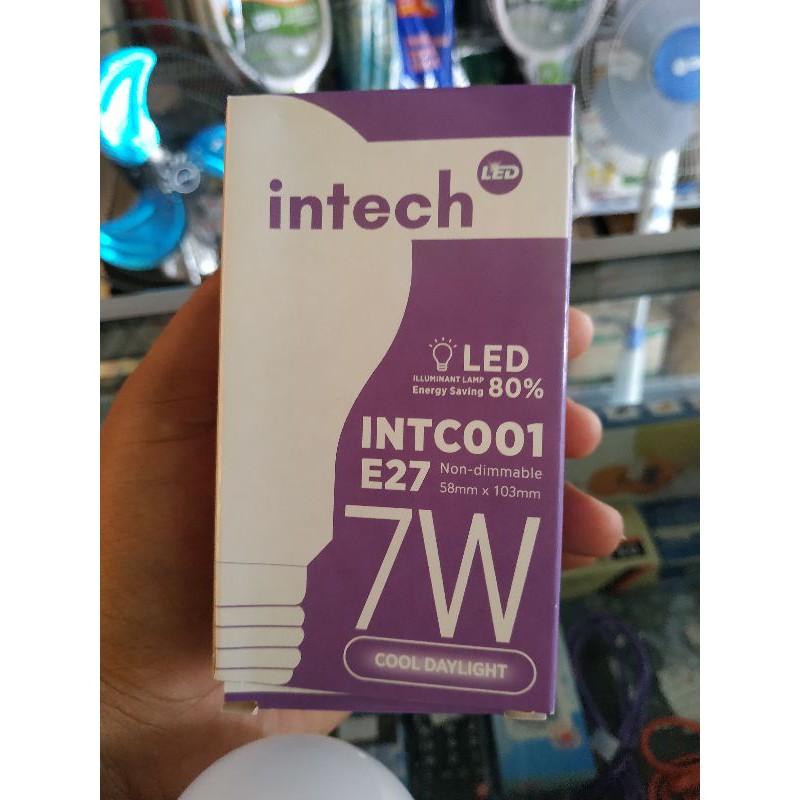 intech
LED
LED
ILLUMINANT LAMP
Energy Saving 80%
INTC001
E27 Non-dimmable
58mm x 103mm
7W
COOL DAYLIGHT